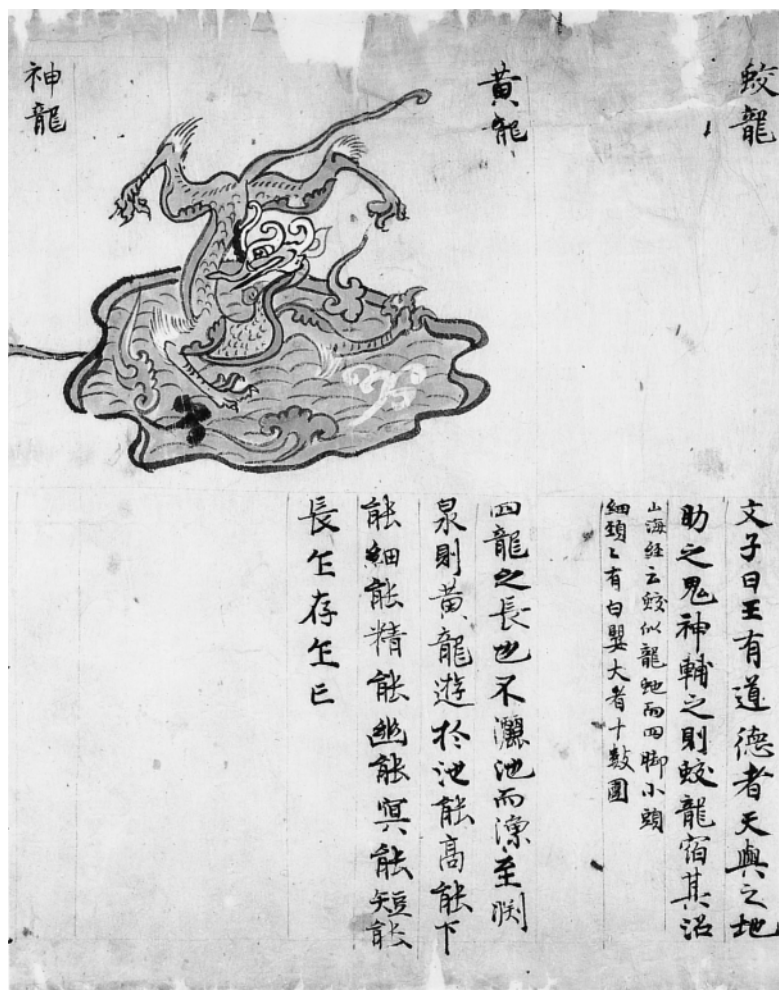 蛟龍
文子曰王有道德者天與之地
助之鬼神輔之則蛟龍宿其沼
山海経云蛟似龍虵而四脚小頭
細頸〻有白嬰大者十數圍
黄龍
四龍之長也不漉池而漁至渕
泉則黄龍遊於池能高能下
能細能精能幽能冥能短能
長乍存乍亡
神龍